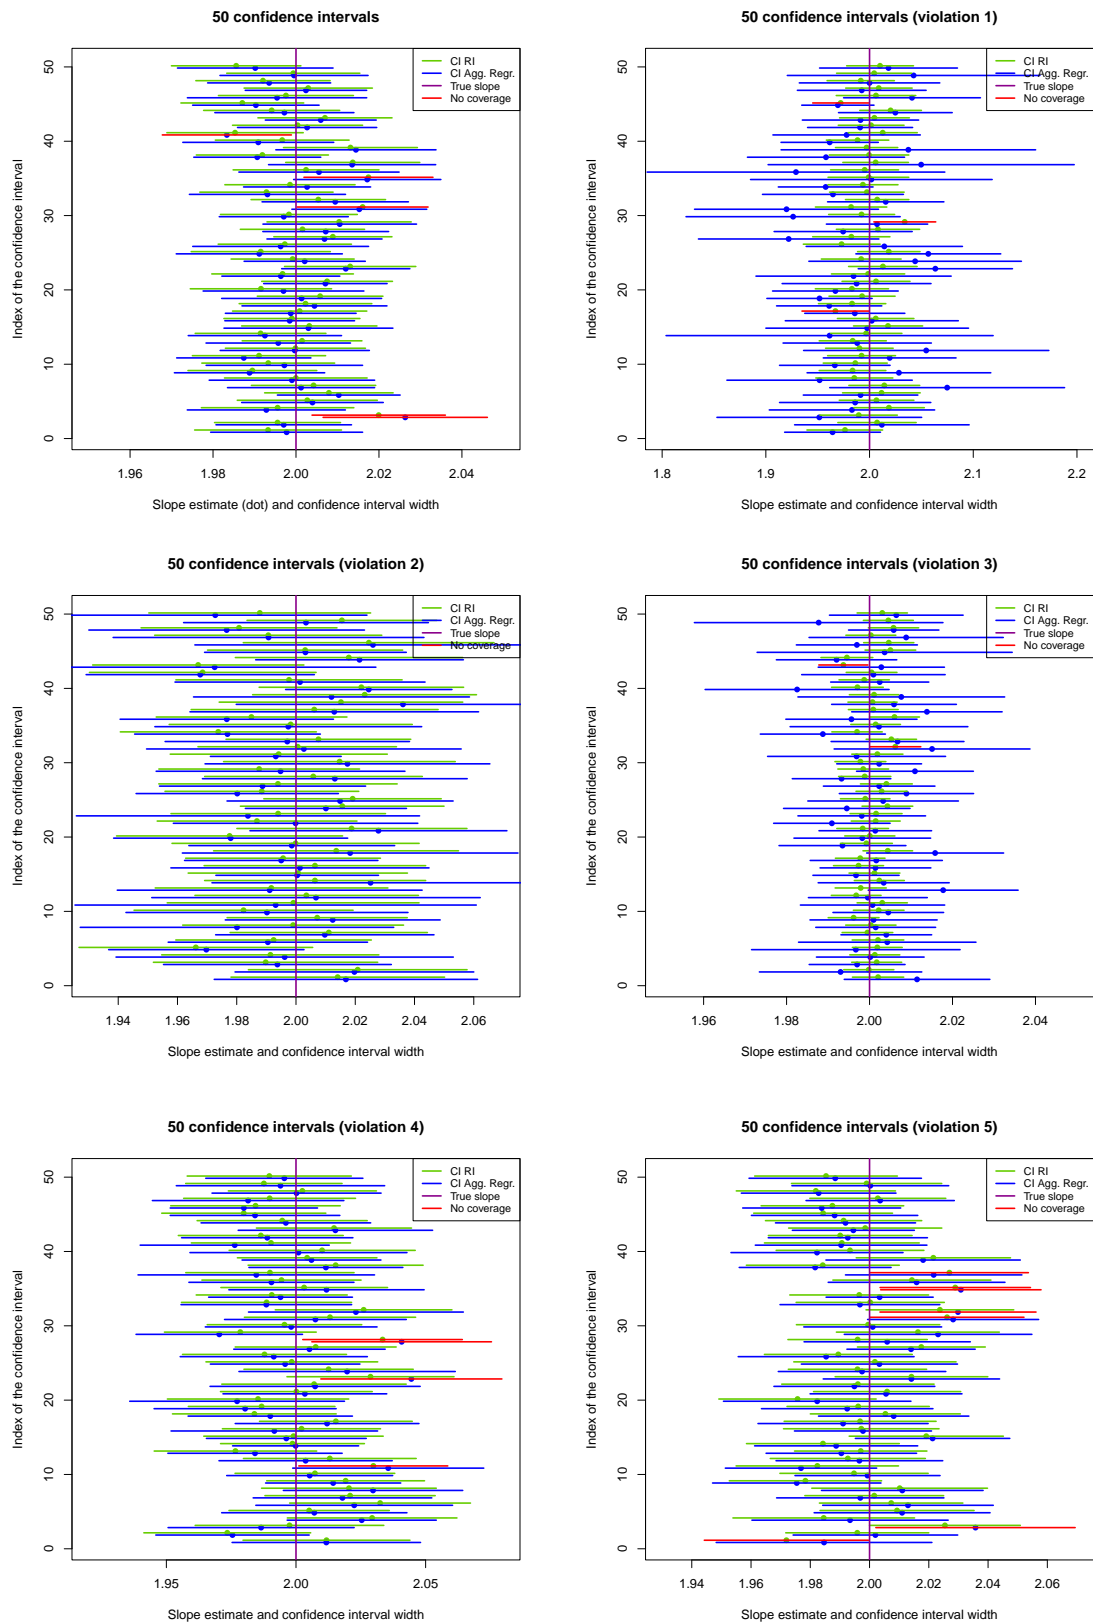 50 confidence intervals
CI RI
CI Agg. Regr.
True slope
No coverage
Index of the confidence interval
0 10 20 30 40 50
1.96 2.00 2.02 2.04
Slope estimate (dot) and confidence interval width
50 confidence intervals (violation 1)
CI RI
CI Agg. Regr.
True slope
No coverage
Index of the confidence interval
0 10 20 30 40 50
1.8 1.9 2.0 2.1 2.2
Slope estimate and confidence interval width
50 confidence intervals (violation 2)
CI RI
CI Agg. Regr.
True slope
No coverage
Index of the confidence interval
0 10 20 30 40 50
1.94 1.96 1.98 2.00 2.02 2.04 2.06
Slope estimate and confidence interval width
50 confidence intervals (violation 3)
CI RI
CI Agg. Regr.
True slope
No coverage
Index of the confidence interval
0 10 20 30 40 50
1.96 1.98 2.00 2.02 2.04
Slope estimate and confidence interval width
50 confidence intervals (violation 4)
CI RI
CI Agg. Regr.
True slope
No coverage
Index of the confidence interval
0 10 20 30 40 50
1.95 2.00 2.05
Slope estimate and confidence interval width
50 confidence intervals (violation 5)
CI RI
CI Agg. Regr.
True slope
No coverage
Index of the confidence interval
0 10 20 30 40 50
1.94 1.96 1.98 2.00 2.02 2.04 2.06
Slope estimate and confidence interval width